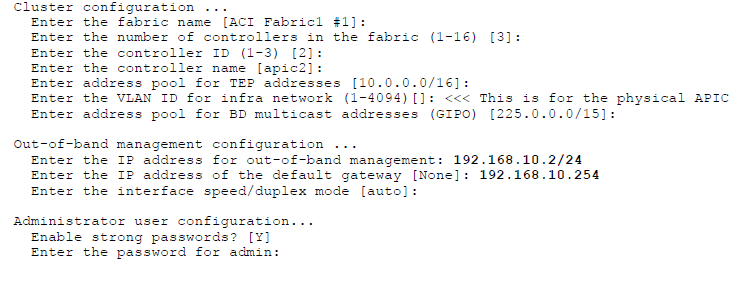 Cluster configuration ...
Enter the fabric name [ACI Fabric1 #1]:
Enter the number of controllers in the fabric (1-16) [3]:
Enter the controller ID (1-3) [2]:
Enter the controller name [apic2]:
Enter address pool for TEP addresses [10.0.0.0/16]:
Enter the VLAN ID for infra network (1-4094)[]: <<< This is for the physical APIC
Enter address pool for BD multicast addresses (GIPO) [225.0.0.0/15]:
Out-of-band management configuration ...
Enter the IP address for out-of-band management: 192.168.10.2/24
Enter the IP address of the default gateway [None]: 192.168.10.254
Enter the interface speed/duplex mode [auto]:
Administrator user configuration...
Enable strong passwords? [Y]
Enter the password for admin: